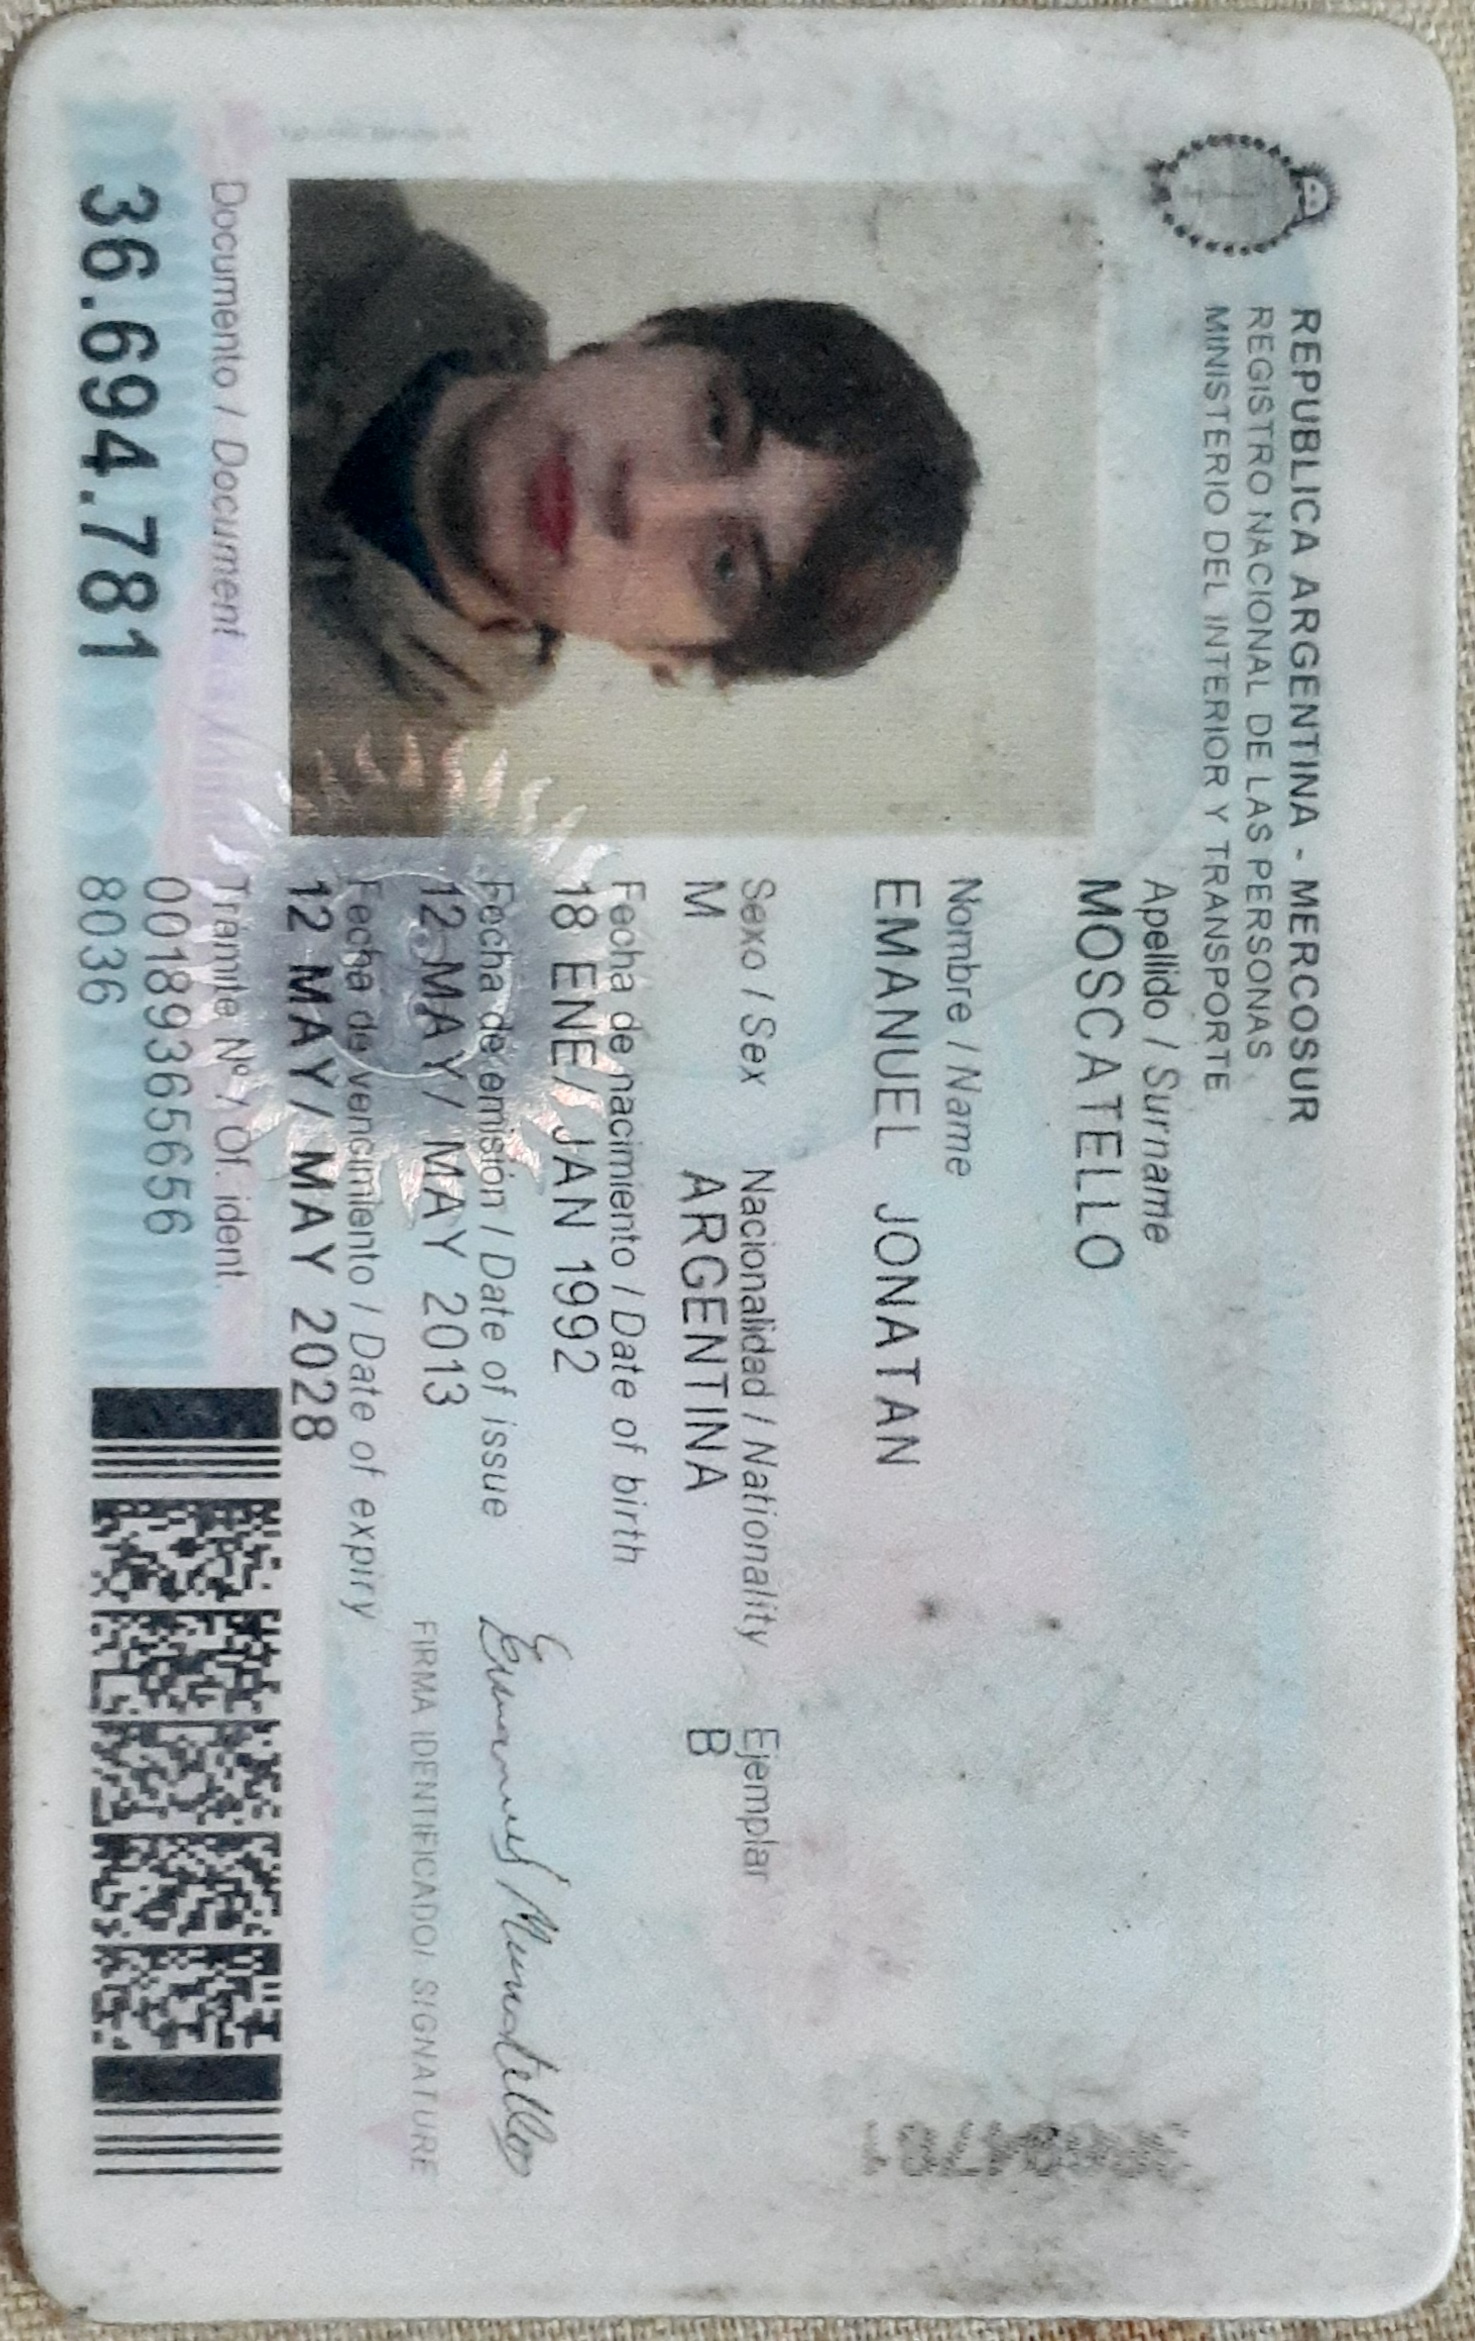 REPUBLICA ARGENTINA - MERCOSUR
REGISTRO NACIONAL DE LAS PERSONAS
MINISTERIO DEL INTERIOR Y TRANSPORTE
Apellido / Surname
MOSCATELLO
Nombre / Name
EMANUEL JONATAN
Sexo / Sex Nacionalidad / Nationality Ejemplar
M ARGENTINA B
Fecha de nacimiento / Date of birth
18 ENE/ JAN 1992
Fecha de emisión / Date of issue
12 MAY/ MAY 2013
Emanuel Moscatello
FIRMA IDENTIFICADO/ SIGNATURE
Fecha de vencimiento / Date of expiry
12 MAY/ MAY 2028
Documento / Document
36.694.781
Trámite Nº / Of. ident.
00189365656
8036